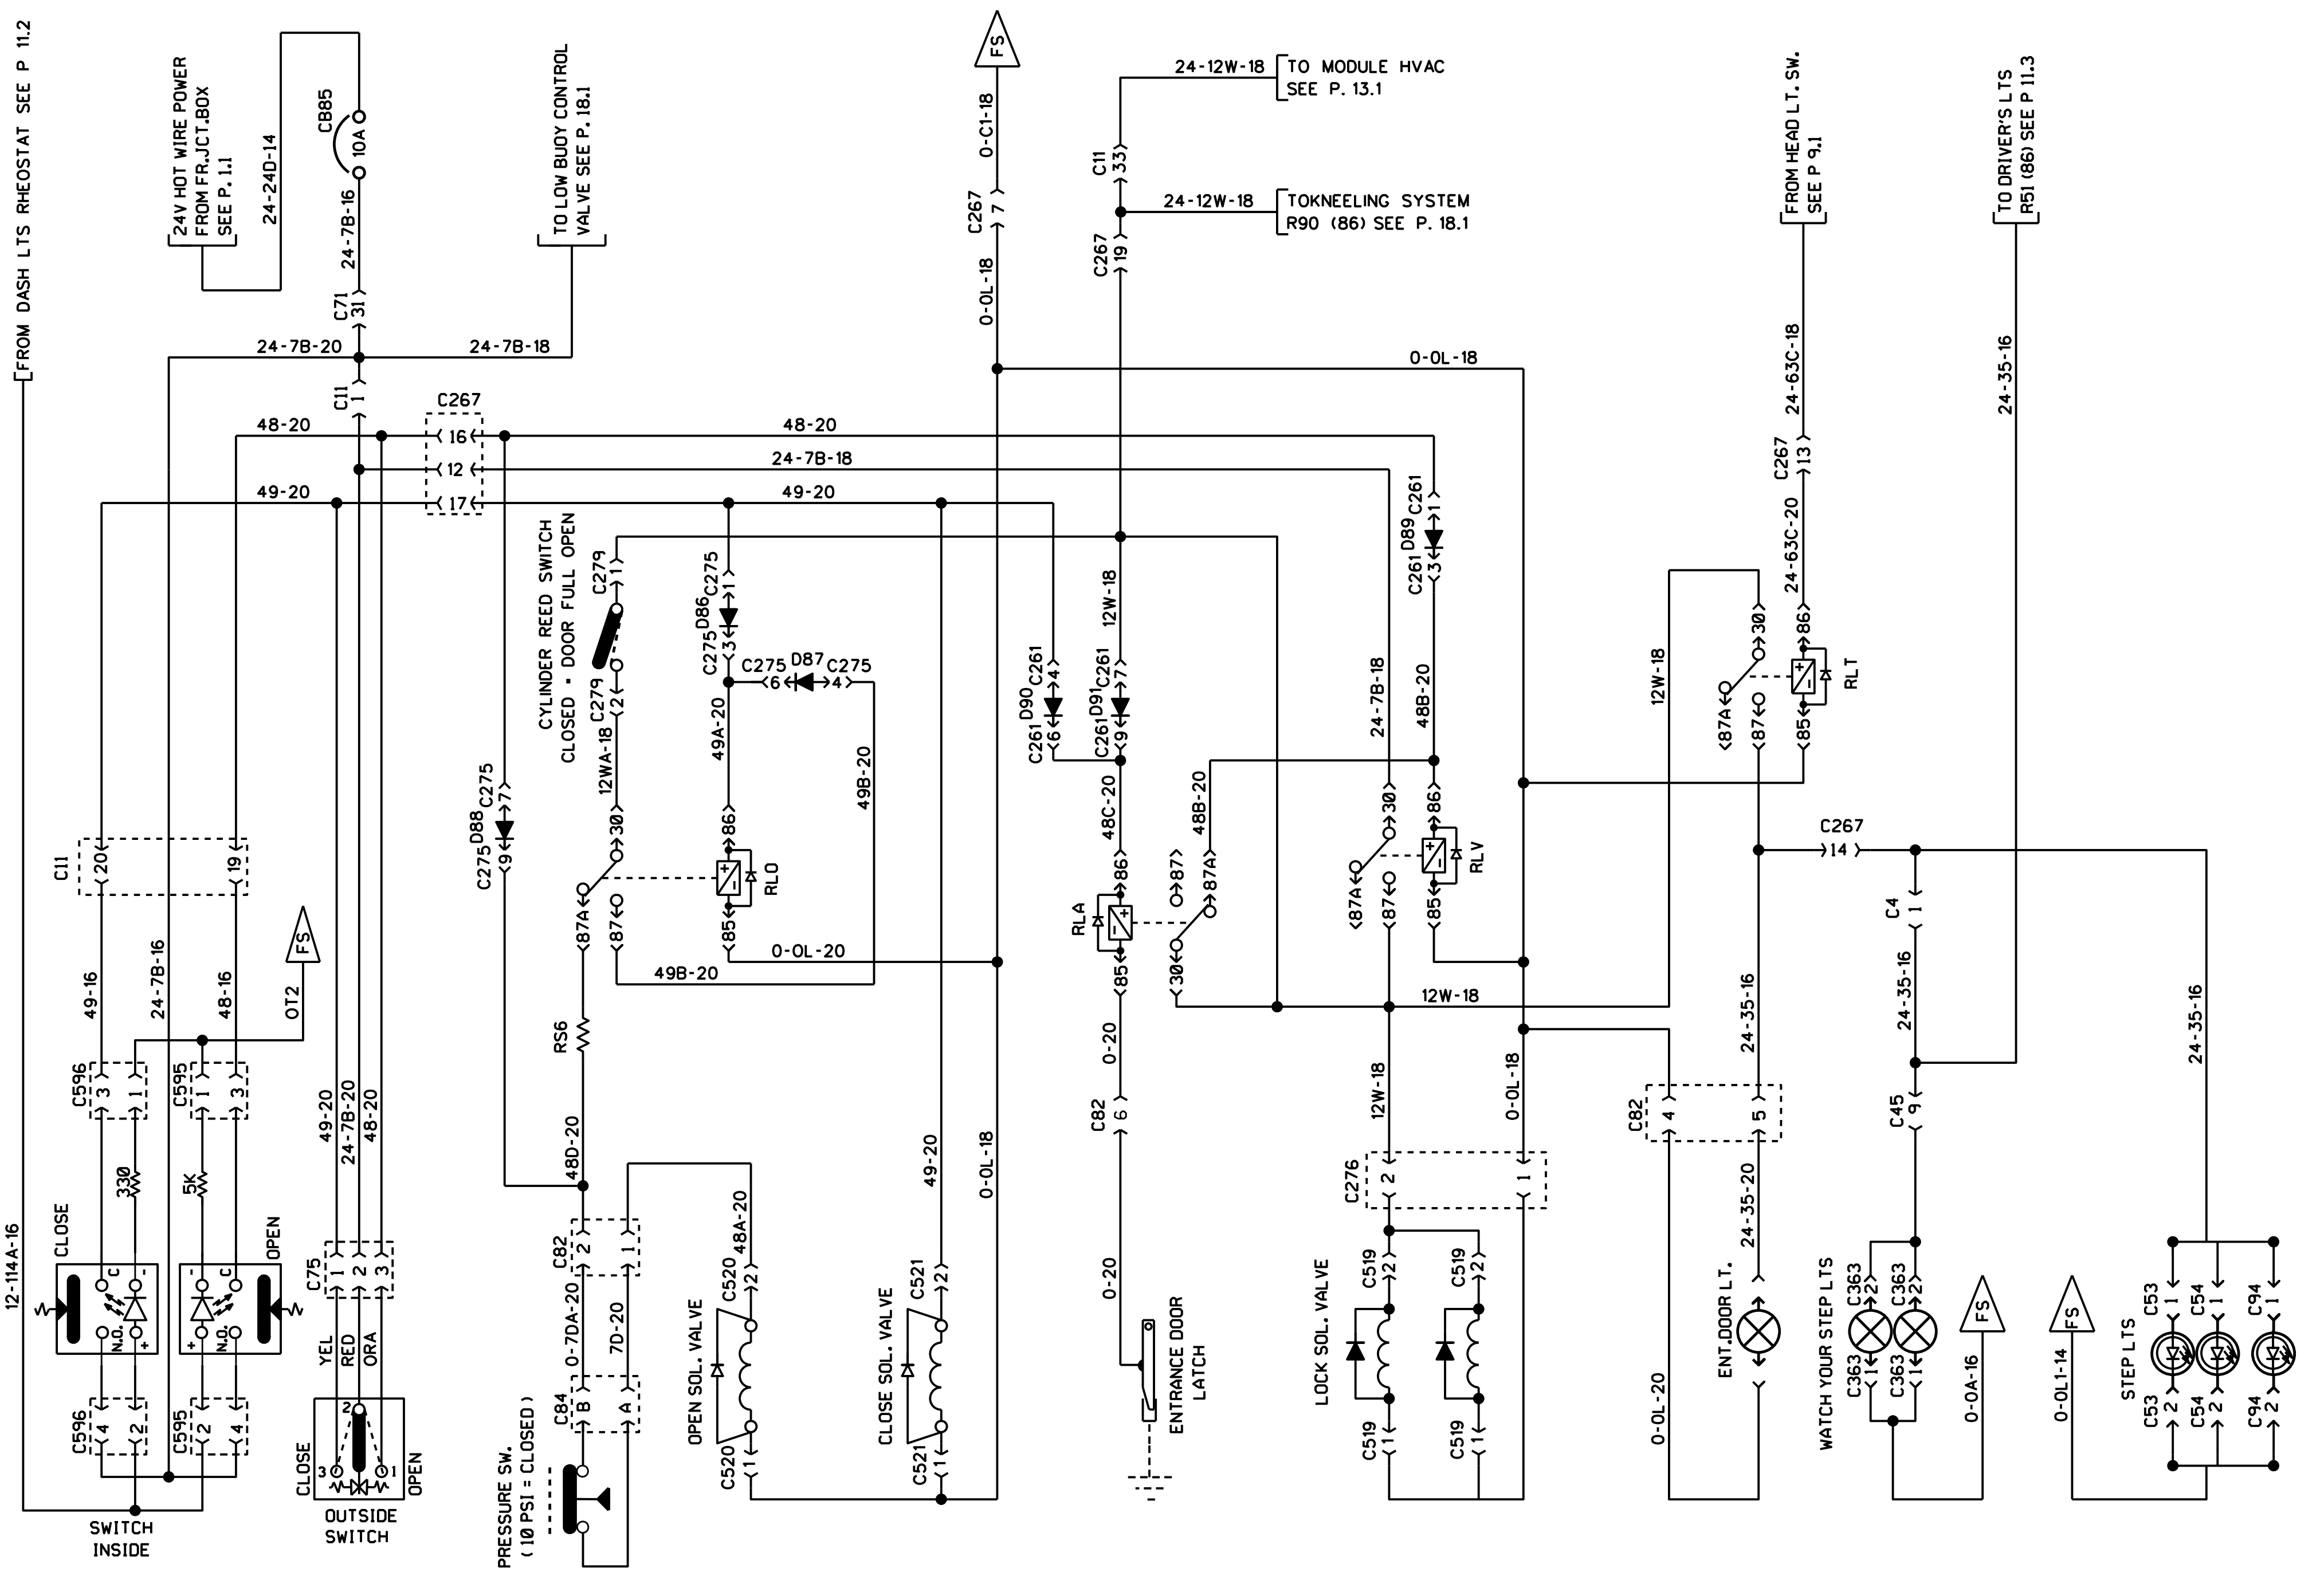 FROM DASH LTS RHEOSTAT SEE P 11.2
12-114A-16
24V HOT WIRE POWER
FROM FR.JCT.BOX
SEE P. 1.1
24-24D-14
CB85
10A
24-7B-16
C71
31
TO LOW BUOY CONTROL
VALVE SEE P. 18.1
24-7B-20
24-7B-18
C11
1
FS
0-C1-18
C267
7
0-0L-18
24-12W-18
TO MODULE HVAC
SEE P. 13.1
C11
33
24-12W-18
TOKNEELING SYSTEM
R90 (86) SEE P. 18.1
C267
19
0-0L-18
FROM HEAD LT. SW.
SEE P 9.1
24-63C-18
C267
13
24-63C-20
TO DRIVER'S LTS
R51 (86) SEE P 11.3
24-35-16
C267
48-20
16
48-20
12
24-7B-18
49-20
17
49-20
CYLINDER REED SWITCH
CLOSED = DOOR FULL OPEN
C279
1
C279
2
12WA-18
C275
1
D86
C275
3
C275
6
D87
C275
4
49A-20
49B-20
C275
7
D88
C275
9
30
86
87A
87
85
RLO
0-0L-20
49B-20
C261
4
D90
C261
6
12W-18
C261
7
D91
C261
9
48C-20
86
RLA
85
87
87A
30
48B-20
24-7B-18
C261
1
D89
C261
3
48B-20
30
86
87A
87
85
RLV
12W-18
12W-18
30
86
87A
87
85
RLT
C267
14
C4
1
24-35-16
24-35-16
24-35-16
C45
9
C11
20
19
49-16
24-7B-16
48-16
FS
OT2
C596
3
1
C595
1
3
330
5K
CLOSE
C
-
N.O.
+
OPEN
-
C
+
N.O.
C596
4
2
C595
2
4
SWITCH
INSIDE
49-20
24-7B-20
48-20
C75
1
2
3
YEL
RED
ORA
2
3
1
CLOSE
OPEN
OUTSIDE
SWITCH
RS6
48D-20
C82
2
1
0-7DA-20
7D-20
C84
B
A
PRESSURE SW.
( 10 PSI = CLOSED )
48A-20
C520
2
OPEN SOL. VALVE
C520
1
49-20
0-0L-18
C521
2
CLOSE SOL. VALVE
C521
1
0-20
C82
6
0-20
ENTRANCE DOOR
LATCH
12W-18
0-0L-18
C276
2
1
LOCK SOL. VALVE
C519
2
C519
2
C519
1
C519
1
C82
4
5
24-35-20
0-0L-20
ENT.DOOR LT.
WATCH YOUR STEP LTS
C363
2
C363
2
C363
1
C363
1
FS
0-0A-16
FS
0-0L1-14
STEP LTS
C53
1
C54
1
C94
1
C53
2
C54
2
C94
2